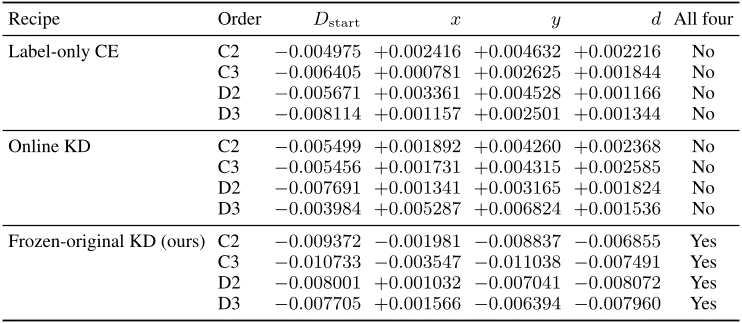 Recipe Order D_start x y d All four
Label-only CE C2 −0.004975 +0.002416 +0.004632 +0.002216 No
C3 −0.006405 +0.000781 +0.002625 +0.001844 No
D2 −0.005671 +0.003361 +0.004528 +0.001166 No
D3 −0.008114 +0.001157 +0.002501 +0.001344 No
Online KD C2 −0.005499 +0.001892 +0.004260 +0.002368 No
C3 −0.005456 +0.001731 +0.004315 +0.002585 No
D2 −0.007691 +0.001341 +0.003165 +0.001824 No
D3 −0.003984 +0.005287 +0.006824 +0.001536 No
Frozen-original KD (ours) C2 −0.009372 −0.001981 −0.008837 −0.006855 Yes
C3 −0.010733 −0.003547 −0.011038 −0.007491 Yes
D2 −0.008001 +0.001032 −0.007041 −0.008072 Yes
D3 −0.007705 +0.001566 −0.006394 −0.007960 Yes